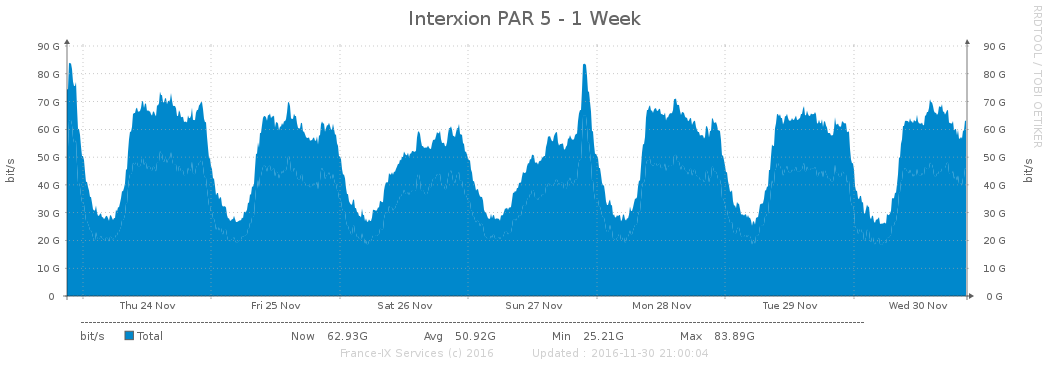 Interxion PAR 5 - 1 Week
RRDTOOL / TOBI OETIKER
90 G 90 G
80 G 80 G
70 G 70 G
60 G 60 G
50 G 50 G
40 G 40 G
30 G 30 G
20 G 20 G
10 G 10 G
0 0 G
bit/s bit/s
Thu 24 Nov Fri 25 Nov Sat 26 Nov Sun 27 Nov Mon 28 Nov Tue 29 Nov Wed 30 Nov
bit/s Total Now 62.93G Avg 50.92G Min 25.21G Max 83.89G
France-IX Services (c) 2016 Updated : 2016-11-30 21:00:04